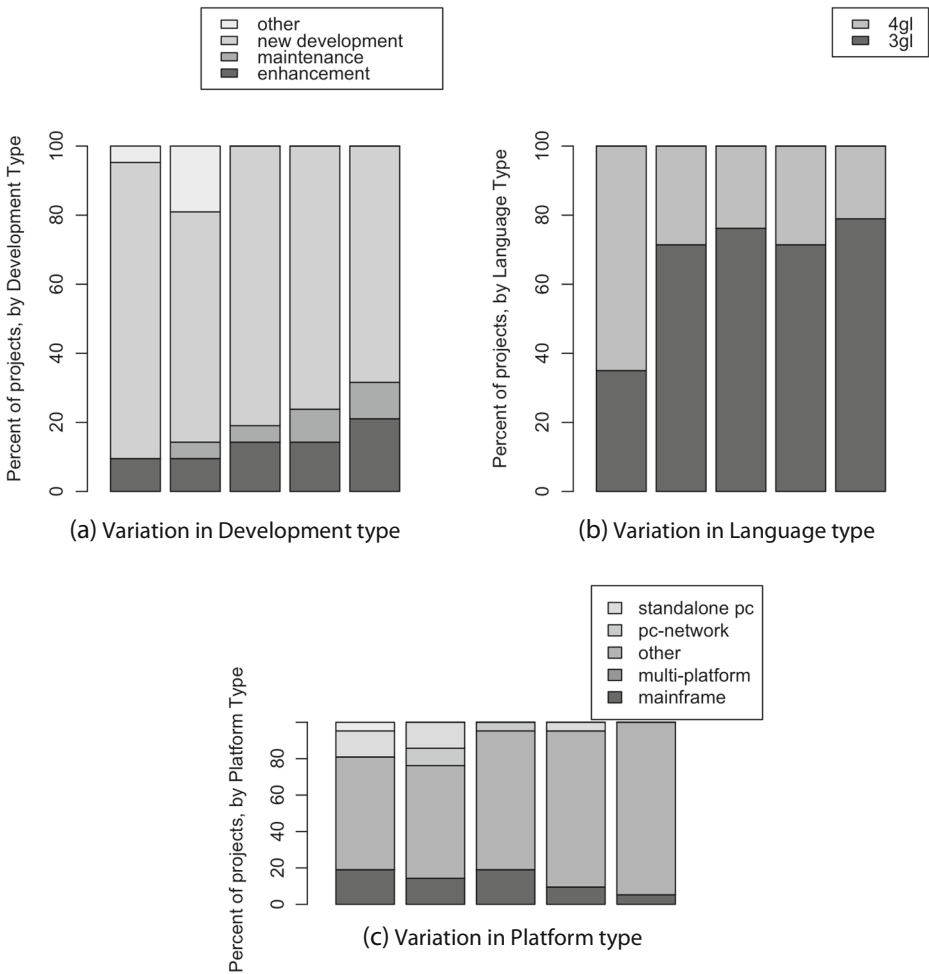 other
new development
maintenance
enhancement
4gl
3gl
Percent of projects, by Development Type
100
80
60
40
20
0
Percent of projects, by Language Type
100
80
60
40
20
0
(a) Variation in Development type
(b) Variation in Language type
standalone pc
pc-network
other
multi-platform
mainframe
Percent of projects, by Platform Type
80
60
40
20
0
(c) Variation in Platform type